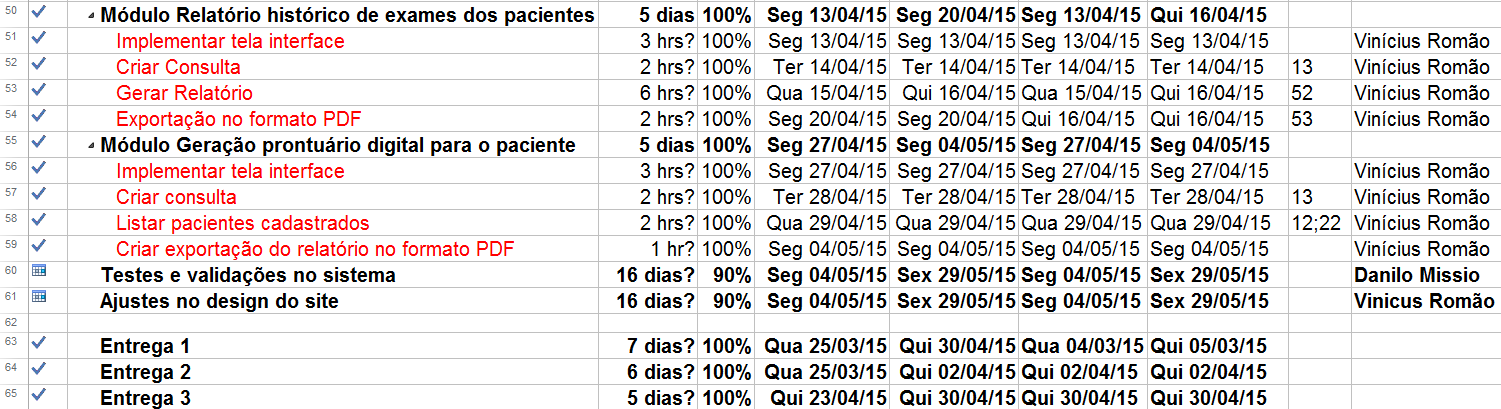 50 Módulo Relatório histórico de exames dos pacientes 5 dias 100% Seg 13/04/15 Seg 20/04/15 Seg 13/04/15 Qui 16/04/15
51 Implementar tela interface 3 hrs? 100% Seg 13/04/15 Seg 13/04/15 Seg 13/04/15 Seg 13/04/15 Vinícius Romão
52 Criar Consulta 2 hrs? 100% Ter 14/04/15 Ter 14/04/15 Ter 14/04/15 Ter 14/04/15 13 Vinícius Romão
53 Gerar Relatório 6 hrs? 100% Qua 15/04/15 Qui 16/04/15 Qua 15/04/15 Qui 16/04/15 52 Vinícius Romão
54 Exportação no formato PDF 2 hrs? 100% Seg 20/04/15 Seg 20/04/15 Qui 16/04/15 Qui 16/04/15 53 Vinícius Romão
55 Módulo Geração prontuário digital para o paciente 5 dias 100% Seg 27/04/15 Seg 04/05/15 Seg 27/04/15 Seg 04/05/15
56 Implementar tela interface 3 hrs? 100% Seg 27/04/15 Seg 27/04/15 Seg 27/04/15 Seg 27/04/15 Vinícius Romão
57 Criar consulta 2 hrs? 100% Ter 28/04/15 Ter 28/04/15 Ter 28/04/15 Ter 28/04/15 13 Vinícius Romão
58 Listar pacientes cadastrados 2 hrs? 100% Qua 29/04/15 Qua 29/04/15 Qua 29/04/15 Qua 29/04/15 12;22 Vinícius Romão
59 Criar exportação do relatório no formato PDF 1 hr? 100% Seg 04/05/15 Seg 04/05/15 Seg 04/05/15 Seg 04/05/15 Vinícius Romão
60 Testes e validações no sistema 16 dias? 90% Seg 04/05/15 Sex 29/05/15 Seg 04/05/15 Sex 29/05/15 Danilo Missio
61 Ajustes no design do site 16 dias? 90% Seg 04/05/15 Sex 29/05/15 Seg 04/05/15 Sex 29/05/15 Vinicus Romão
62
63 Entrega 1 7 dias? 100% Qua 25/03/15 Qui 30/04/15 Qua 04/03/15 Qui 05/03/15
64 Entrega 2 6 dias? 100% Qua 25/03/15 Qui 02/04/15 Qui 02/04/15 Qui 02/04/15
65 Entrega 3 5 dias? 100% Qui 23/04/15 Qui 30/04/15 Qui 30/04/15 Qui 30/04/15